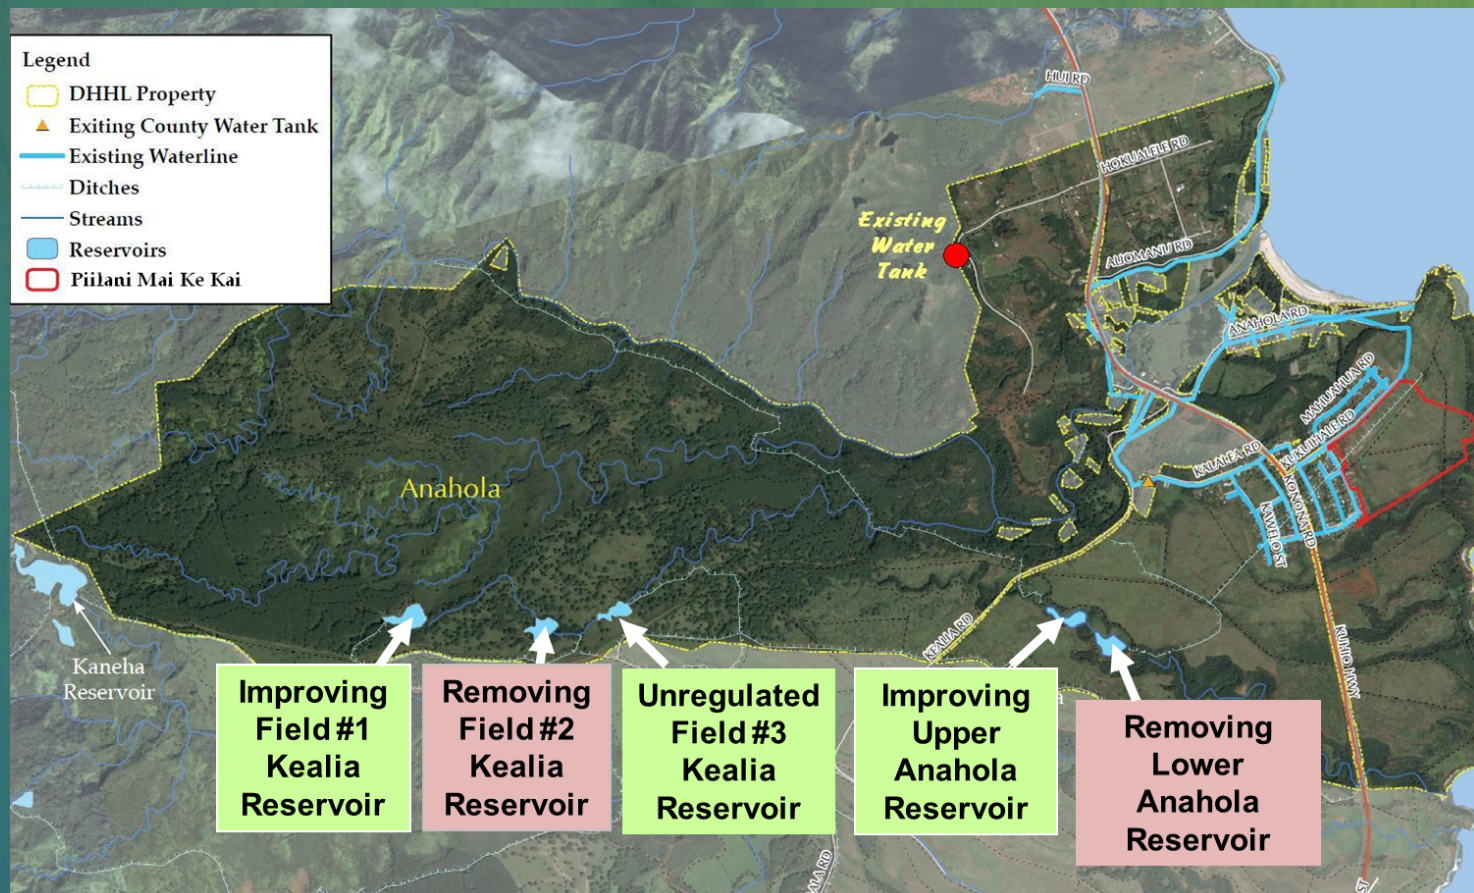 Legend
DHHL Property
Exiting County Water Tank
Existing Waterline
Ditches
Streams
Reservoirs
Piilani Mai Ke Kai
HUI RD
HOKUALELE RD
Existing
Water
Tank
ALIOMANU RD
ANAHOLA RD
MAHUAHUA RD
KUKUIHALE RD
KALALEA RD
KONONA RD
KAWELO ST
Anahola
Kaneha
Reservoir
KEALIA RD
KUHIO HWY
Improving
Field #1
Kealia
Reservoir
Removing
Field #2
Kealia
Reservoir
Unregulated
Field #3
Kealia
Reservoir
Improving
Upper
Anahola
Reservoir
a
Removing
Lower
Anahola
Reservoir
ALA RD
ST